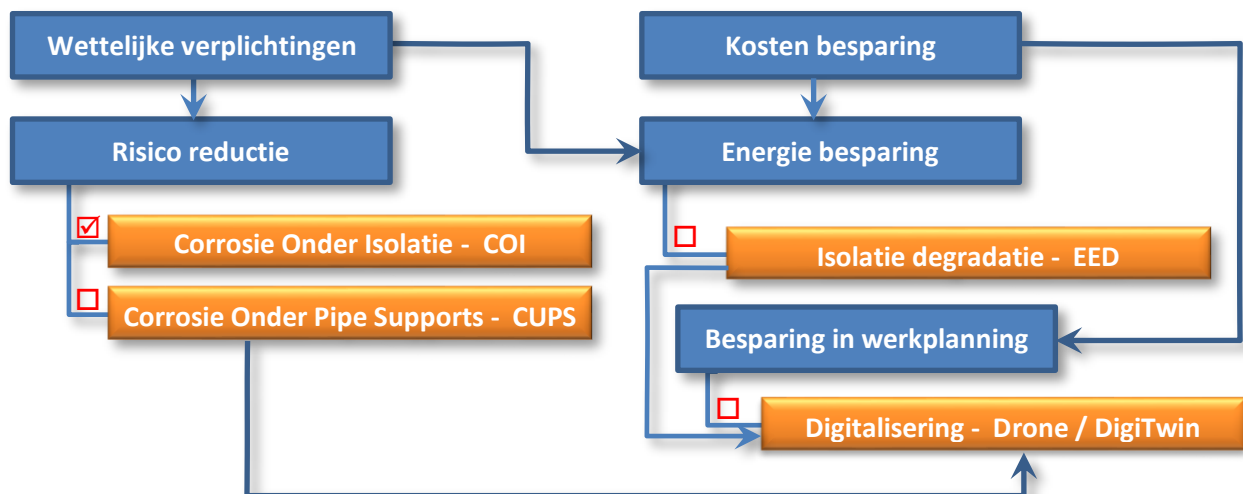 Wettelijke verplichtingen
Kosten besparing
Risico reductie
Energie besparing
Corrosie Onder Isolatie - COI
Isolatie degradatie - EED
Corrosie Onder Pipe Supports - CUPS
Besparing in werkplanning
Digitalisering - Drone / DigiTwin